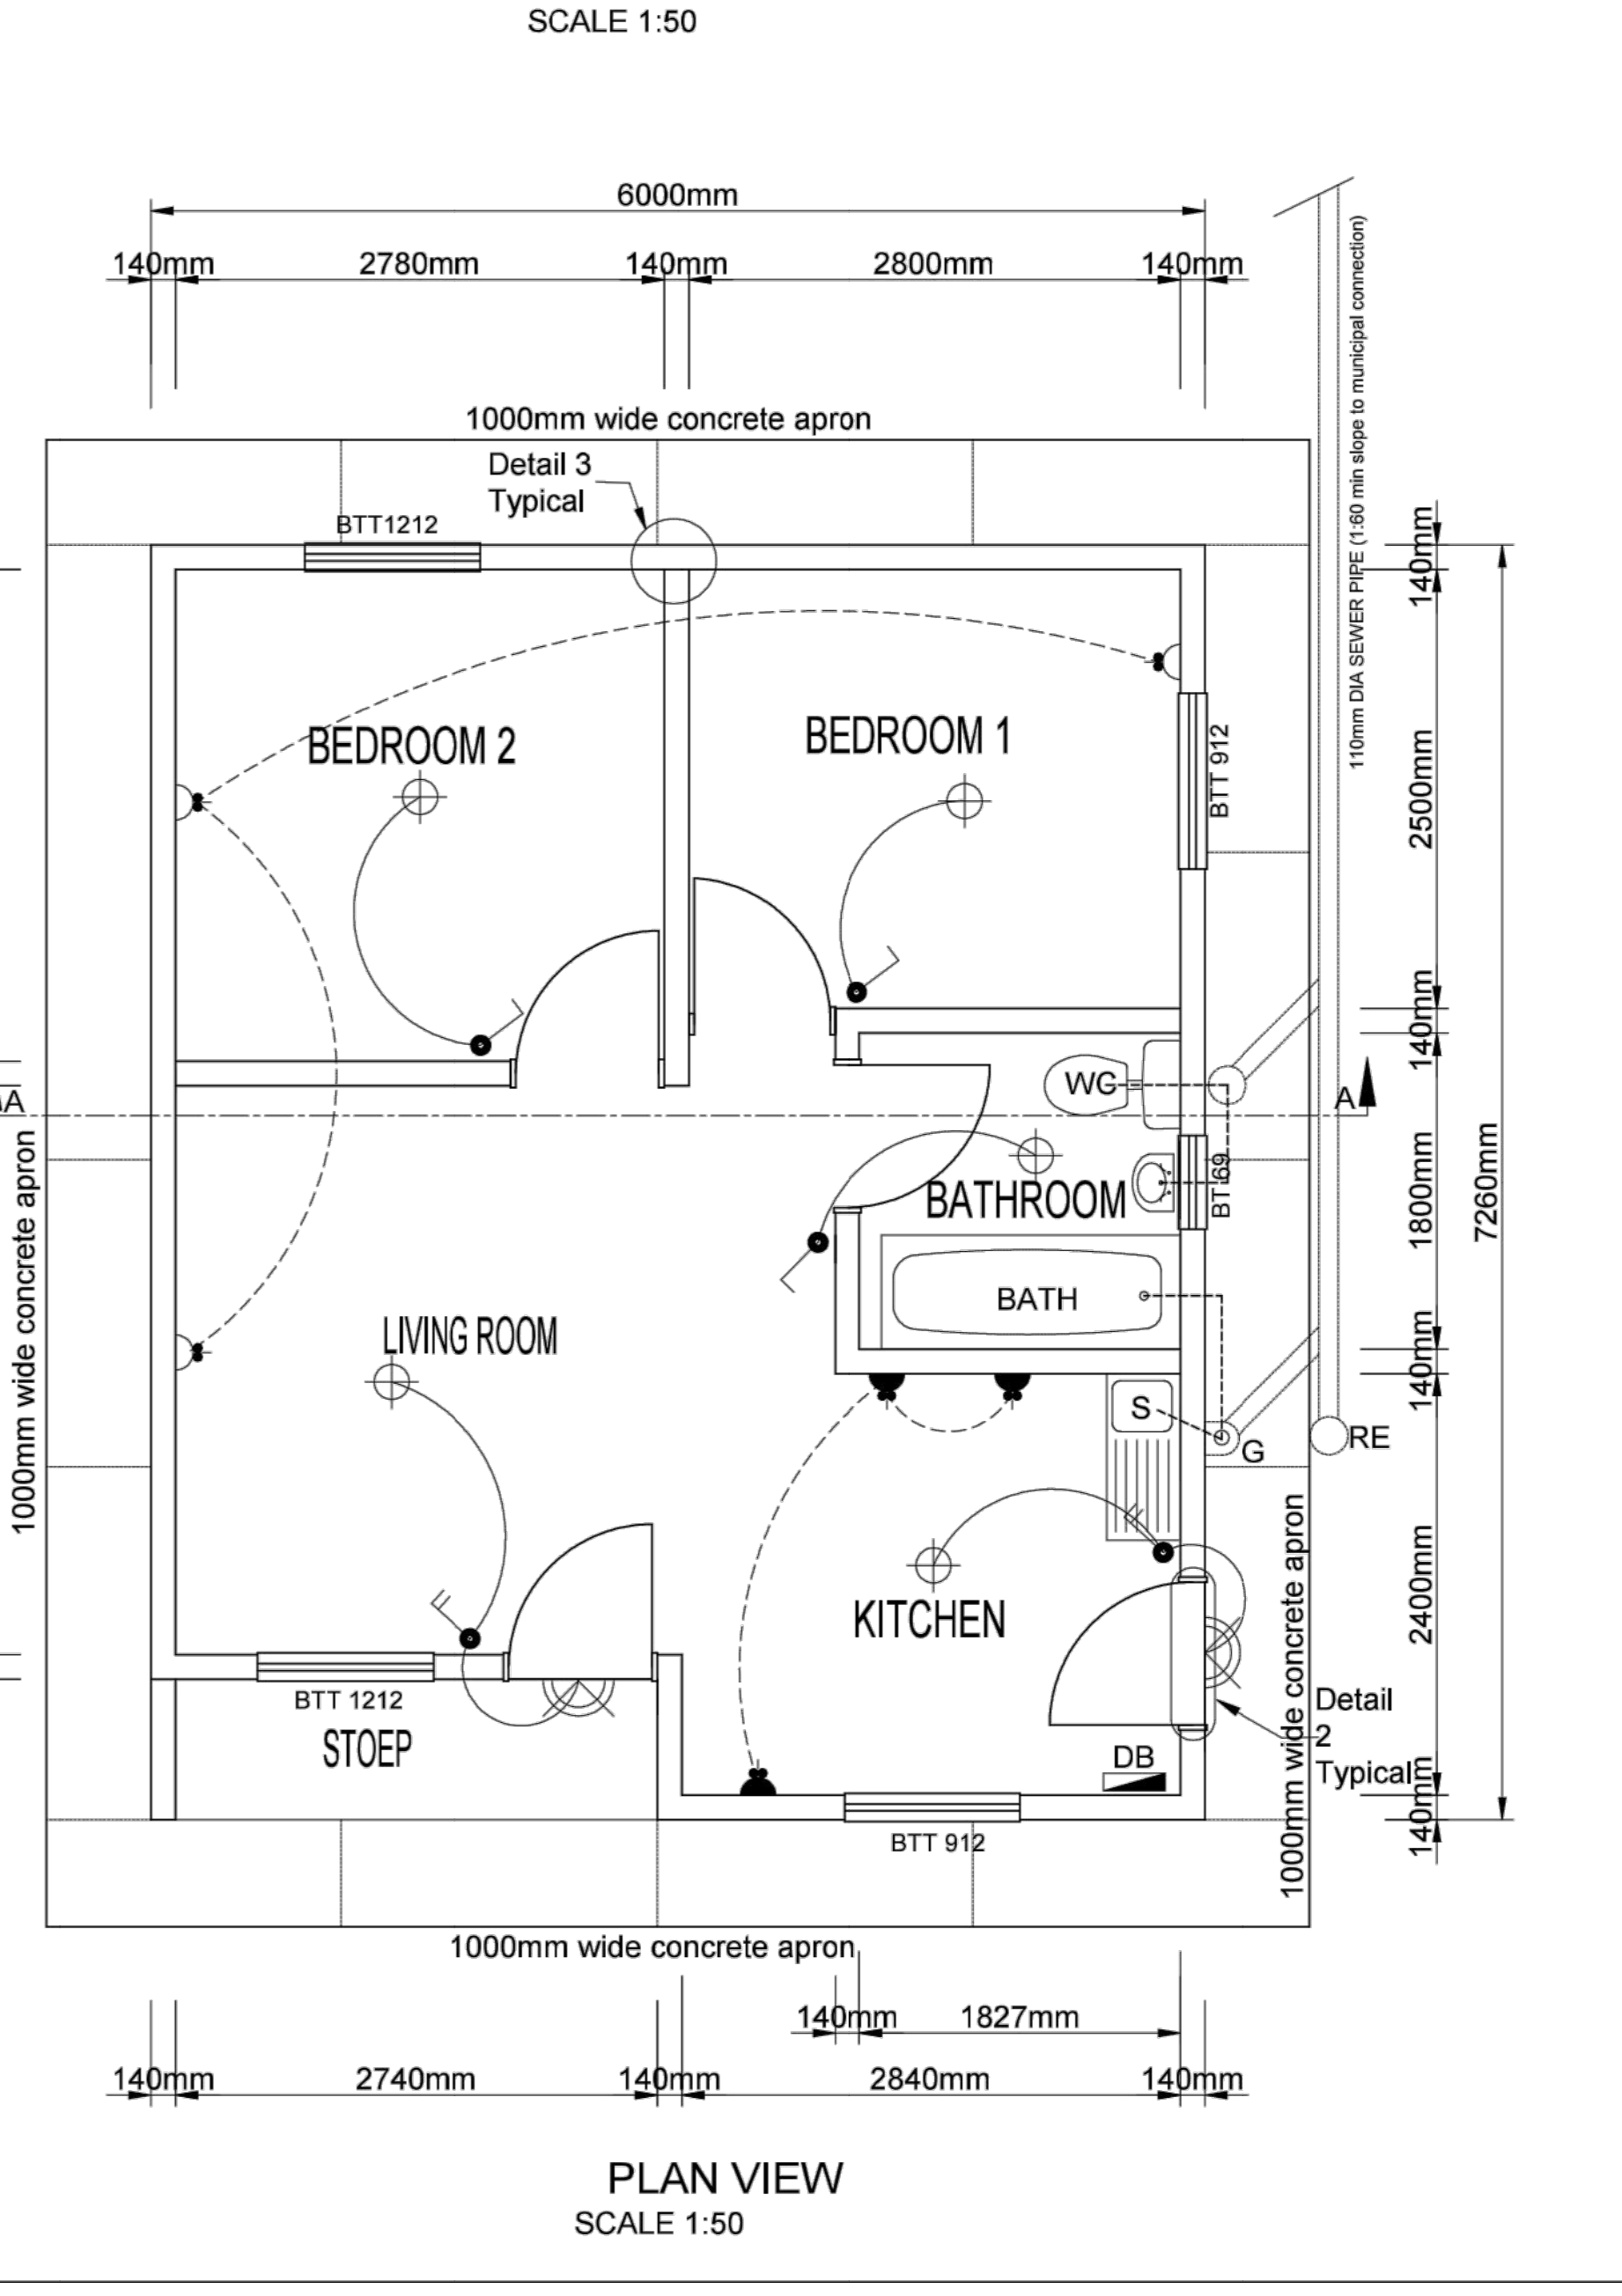 SCALE 1:50
6000mm
140mm 2780mm 140mm 2800mm 140mm
1000mm wide concrete apron
Detail 3
Typical
BTT1212
110mm DIA SEWER PIPE (1:60 min slope to municipal connection)
140mm
BEDROOM 2
BEDROOM 1
BTT 912
2500mm
140mm
WC
A
A
1000mm wide concrete apron
BATHROOM
BT 69
1800mm
7260mm
BATH
LIVING ROOM
140mm
S
G
RE
KITCHEN
2400mm
1000mm wide concrete apron
BTT 1212
STOEP
Detail
2
Typical
DB
140mm
BTT 912
1000mm wide concrete apron
140mm 1827mm
140mm 2740mm 140mm 2840mm 140mm
PLAN VIEW
SCALE 1:50